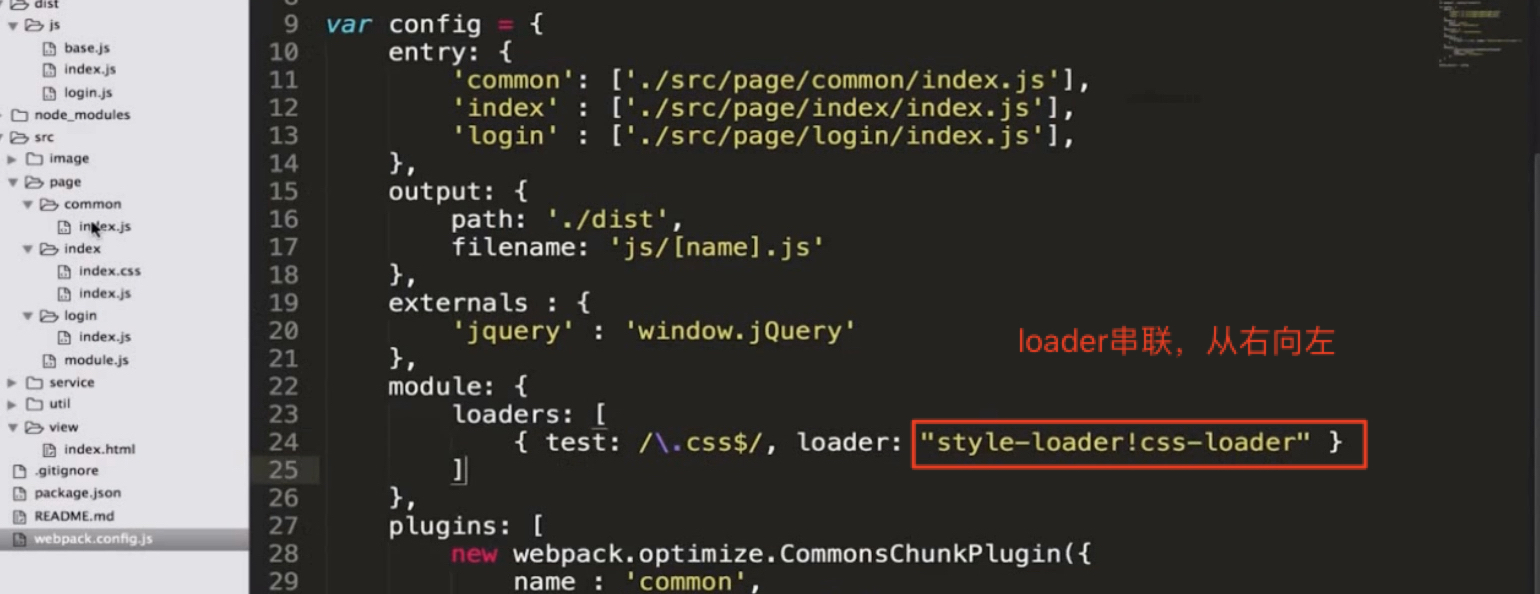 dist
js
base.js
index.js
login.js
node_modules
src
image
page
common
index.js
index
index.css
index.js
login
index.js
module.js
service
util
view
index.html
.gitignore
package.json
README.md
webpack.config.js
9 var config = {
10 entry: {
11 'common': ['./src/page/common/index.js'],
12 'index' : ['./src/page/index/index.js'],
13 'login' : ['./src/page/login/index.js'],
14 },
15 output: {
16 path: './dist',
17 filename: 'js/[name].js'
18 },
19 externals : {
20 'jquery' : 'window.jQuery'
21 },
22 module: {
23 loaders: [
24 { test: /\.css$/, loader: "style-loader!css-loader" }
25 ]
26 },
27 plugins: [
28 new webpack.optimize.CommonsChunkPlugin({
29 name : 'common',
loader串联，从右向左